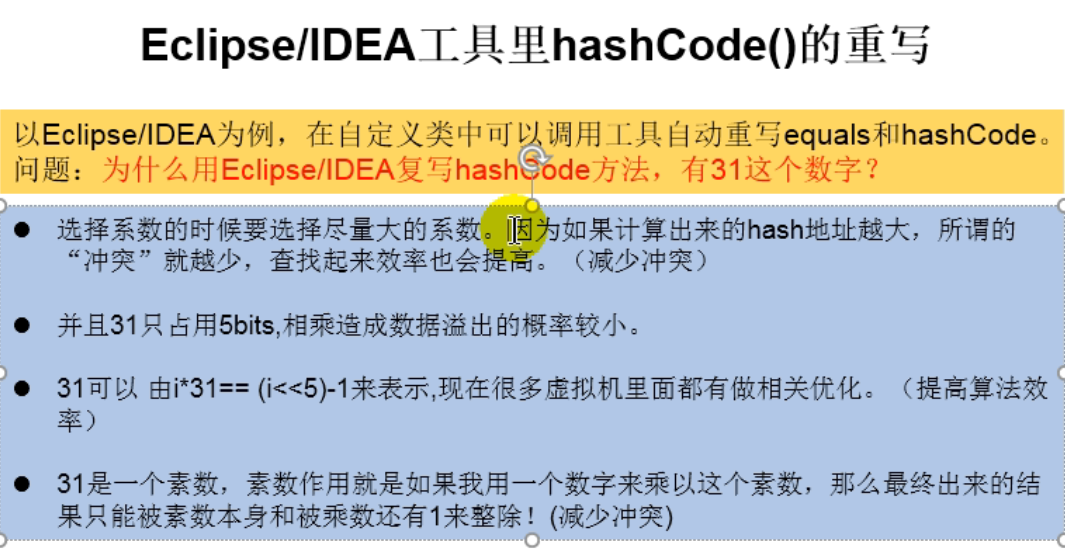 Eclipse/IDEA工具里hashCode()的重写
以Eclipse/IDEA为例，在自定义类中可以调用工具自动重写equals和hashCode。
问题：为什么用Eclipse/IDEA复写hashCode方法，有31这个数字？
● 选择系数的时候要选择尽量大的系数。因为如果计算出来的hash地址越大，所谓的
“冲突”就越少，查找起来效率也会提高。（减少冲突）
● 并且31只占用5bits,相乘造成数据溢出的概率较小。
● 31可以 由i*31== (i<<5)-1来表示,现在很多虚拟机里面都有做相关优化。（提高算法效
率）
● 31是一个素数，素数作用就是如果我用一个数字来乘以这个素数，那么最终出来的结
果只能被素数本身和被乘数还有1来整除！(减少冲突)